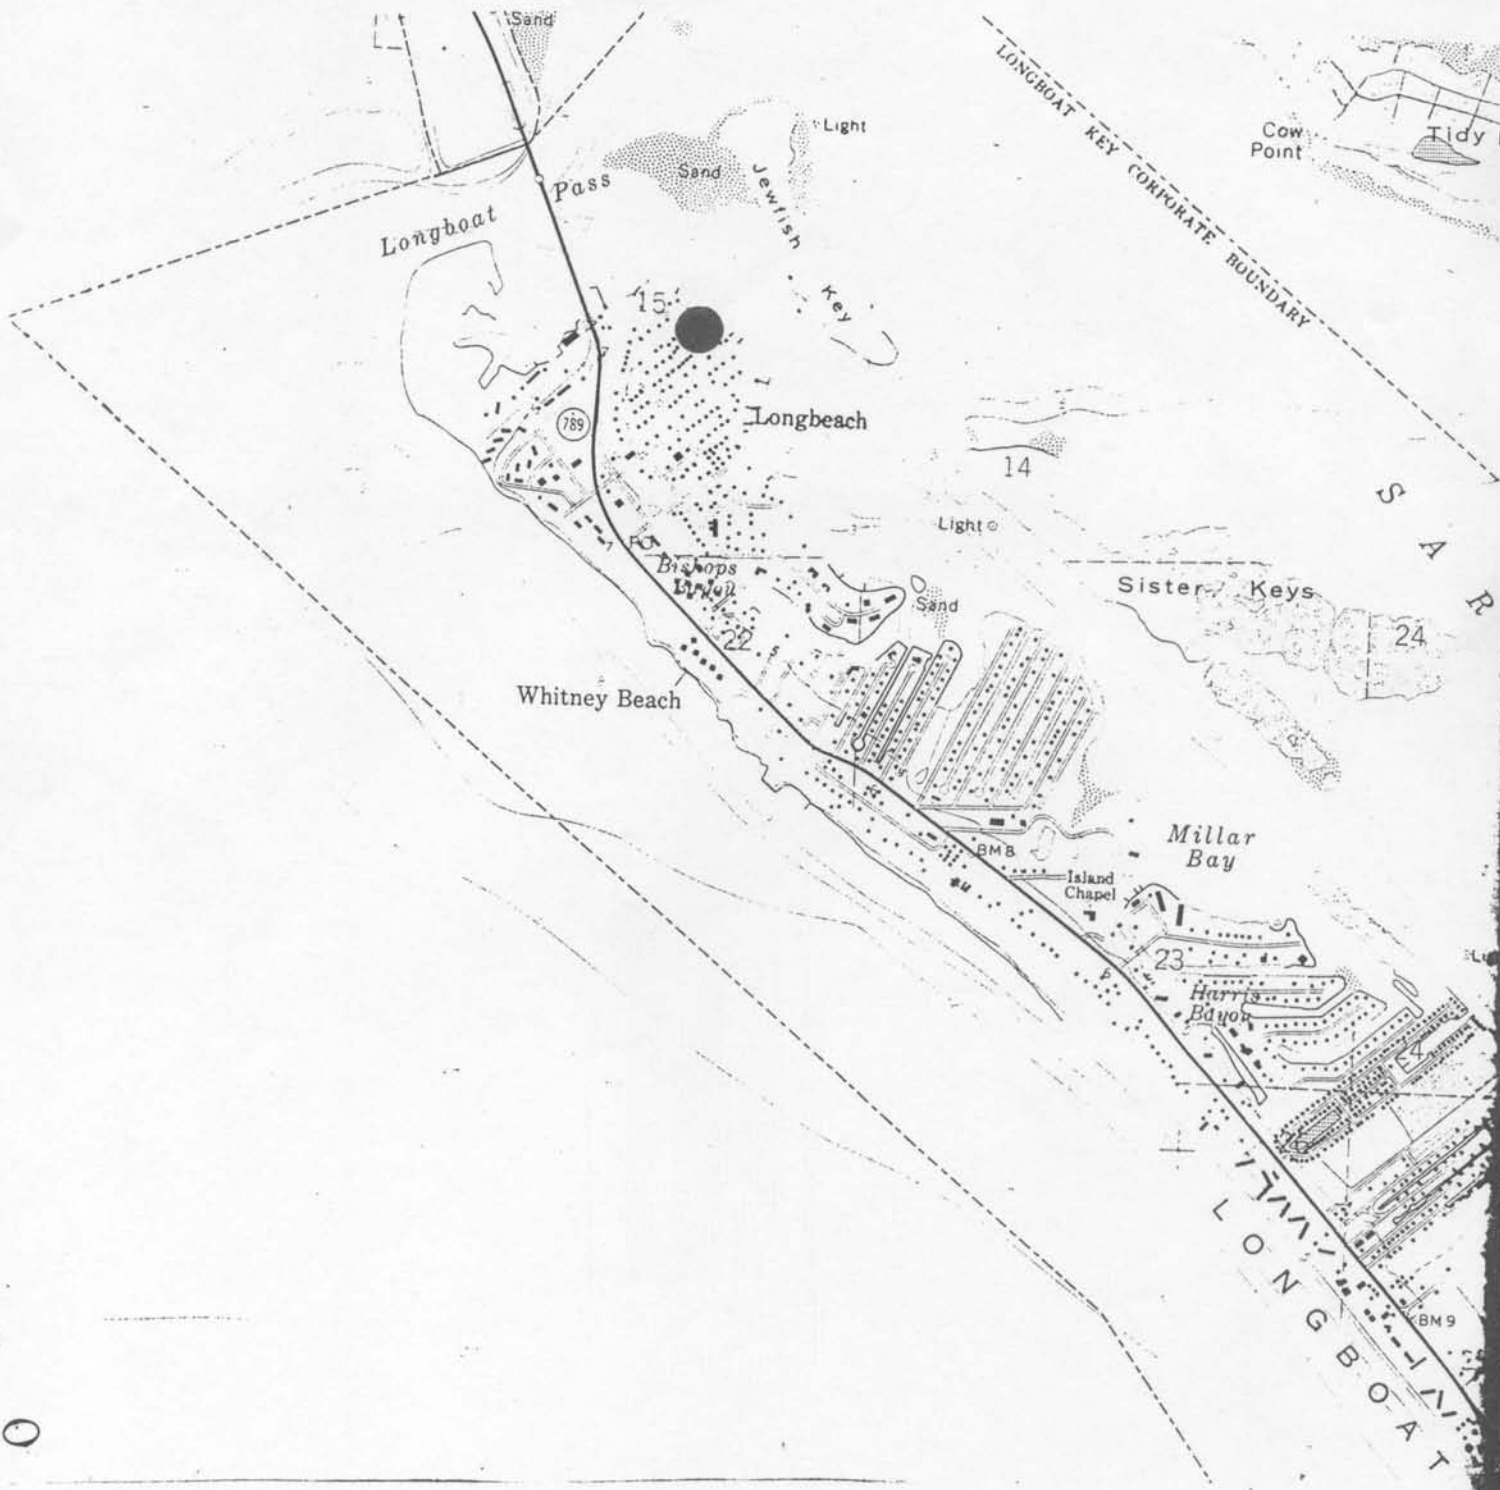 Sand
LONGBOAT KEY CORPORATE BOUNDARY
Light
Cow
Point
Tidy
Sand
Jewfish
Key
Longboat Pass
15
789
Longbeach
14
S A R
Light
PO
Bishops
Bayou
Sand
Sister Keys
24
22
Whitney Beach
Millar
Bay
BM 8
Island
Chapel
23
Harris
Bayou
LONGBOAT
BM 9
O